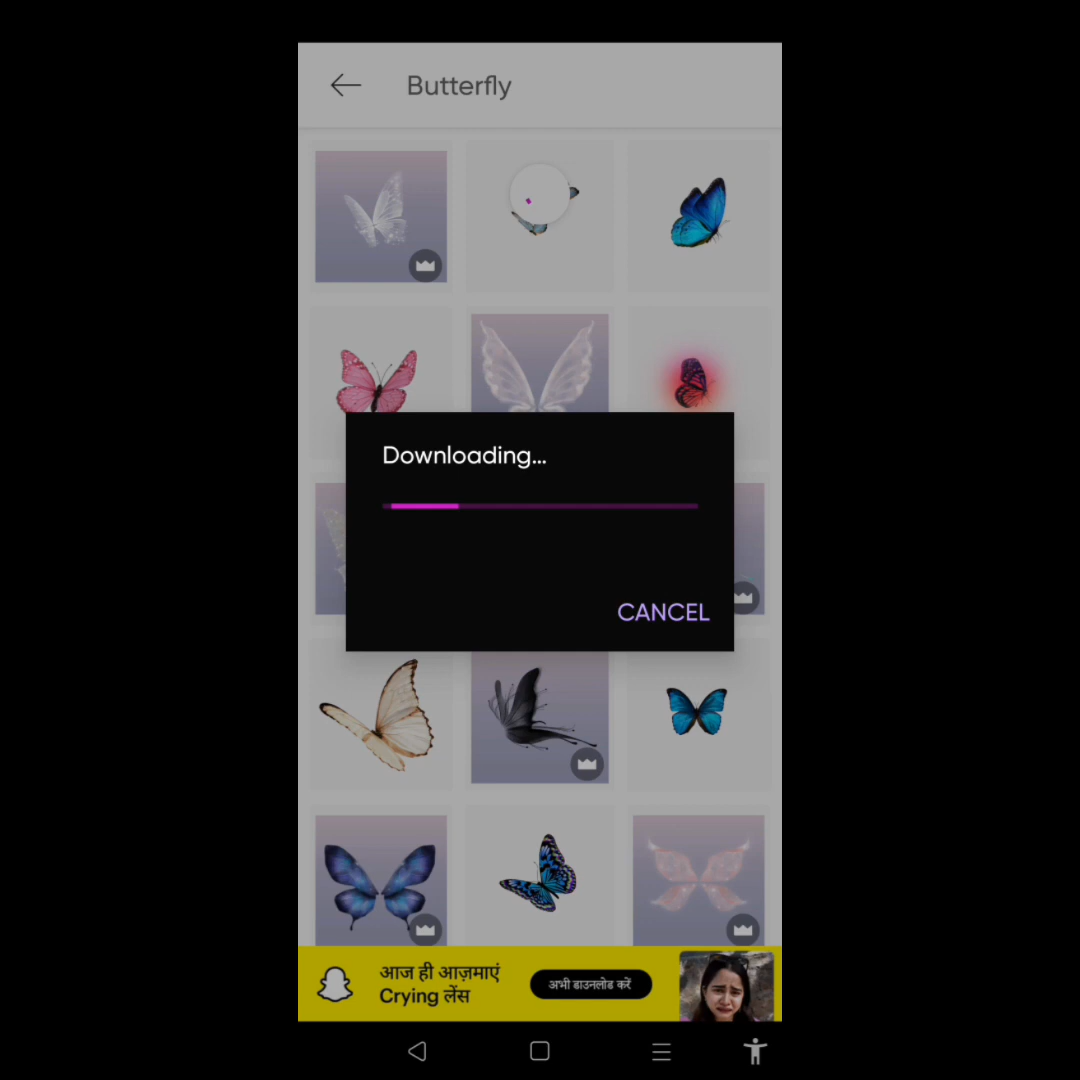 Butterfly
Downloading...
CANCEL
आज ही आज़माएं
Crying लेंस
अभी डाउनलोड करें